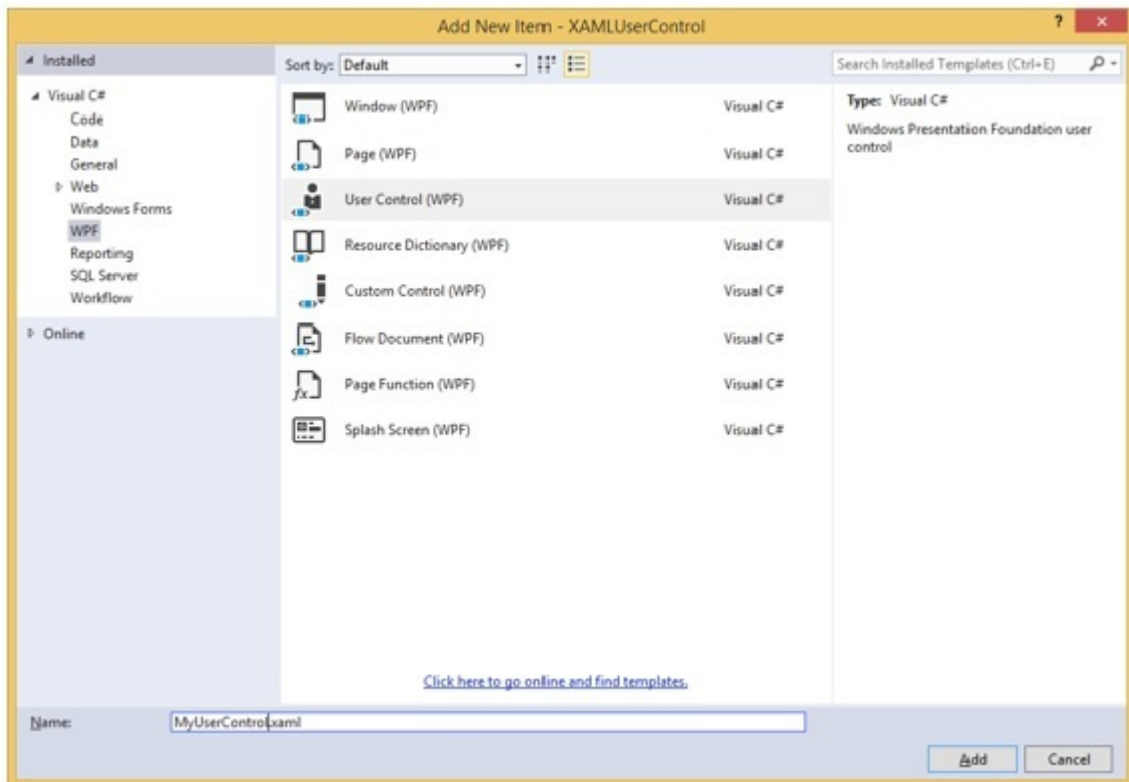 Add New Item - XAMLUserControl
?
×
Installed
Sort by: Default
Search Installed Templates (Ctrl+E)
Visual C#
Code
Data
General
Web
Windows Forms
WPF
Reporting
SQL Server
Workflow
Online
Window (WPF) Visual C#
Page (WPF) Visual C#
User Control (WPF) Visual C#
Resource Dictionary (WPF) Visual C#
Custom Control (WPF) Visual C#
Flow Document (WPF) Visual C#
Page Function (WPF) Visual C#
Splash Screen (WPF) Visual C#
Click here to go online and find templates.
Type: Visual C#
Windows Presentation Foundation user
control
Name: MyUserControl.xaml
Add Cancel